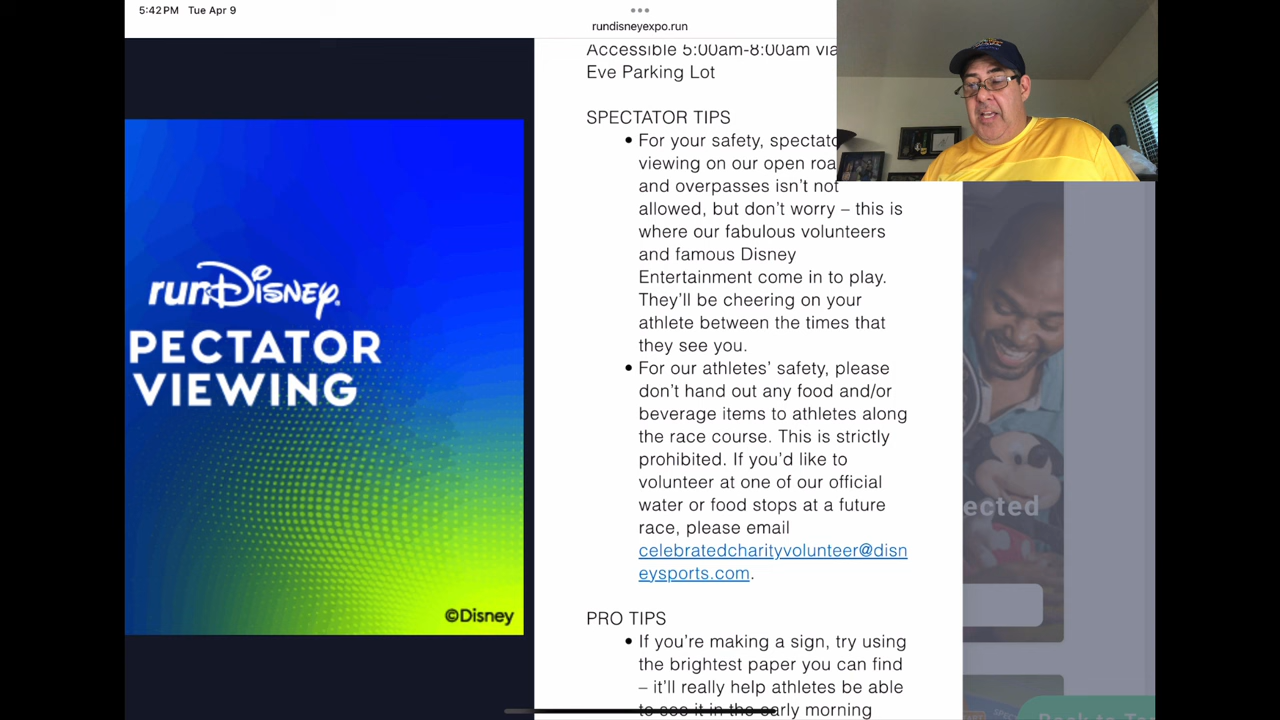 5:42 PM Tue Apr 9
rundisneyexpo.run
Accessible 5:00am-8:00am via
Eve Parking Lot
SPECTATOR TIPS
• For your safety, 
viewing on our open
and overpasses isn't not
allowed, but don't worry – this is
where our fabulous volunteers
and famous Disney
Entertainment come in to play.
They'll be cheering on your
athlete between the times that
they see you.
• For our athletes' safety, please
don't hand out any food and/or
beverage items to athletes along
the race course. This is strictly
prohibited. If you'd like to
volunteer at one of our official
water or food stops at a future
race, please email
celebratedcharityvolunteer@disn
eysports.com.
PRO TIPS
• If you're making a sign, try using
the brightest paper you can find
– it'll really help athletes be able
to see it in the early morning
runDisney
PECTATOR
VIEWING
©Disney
ected